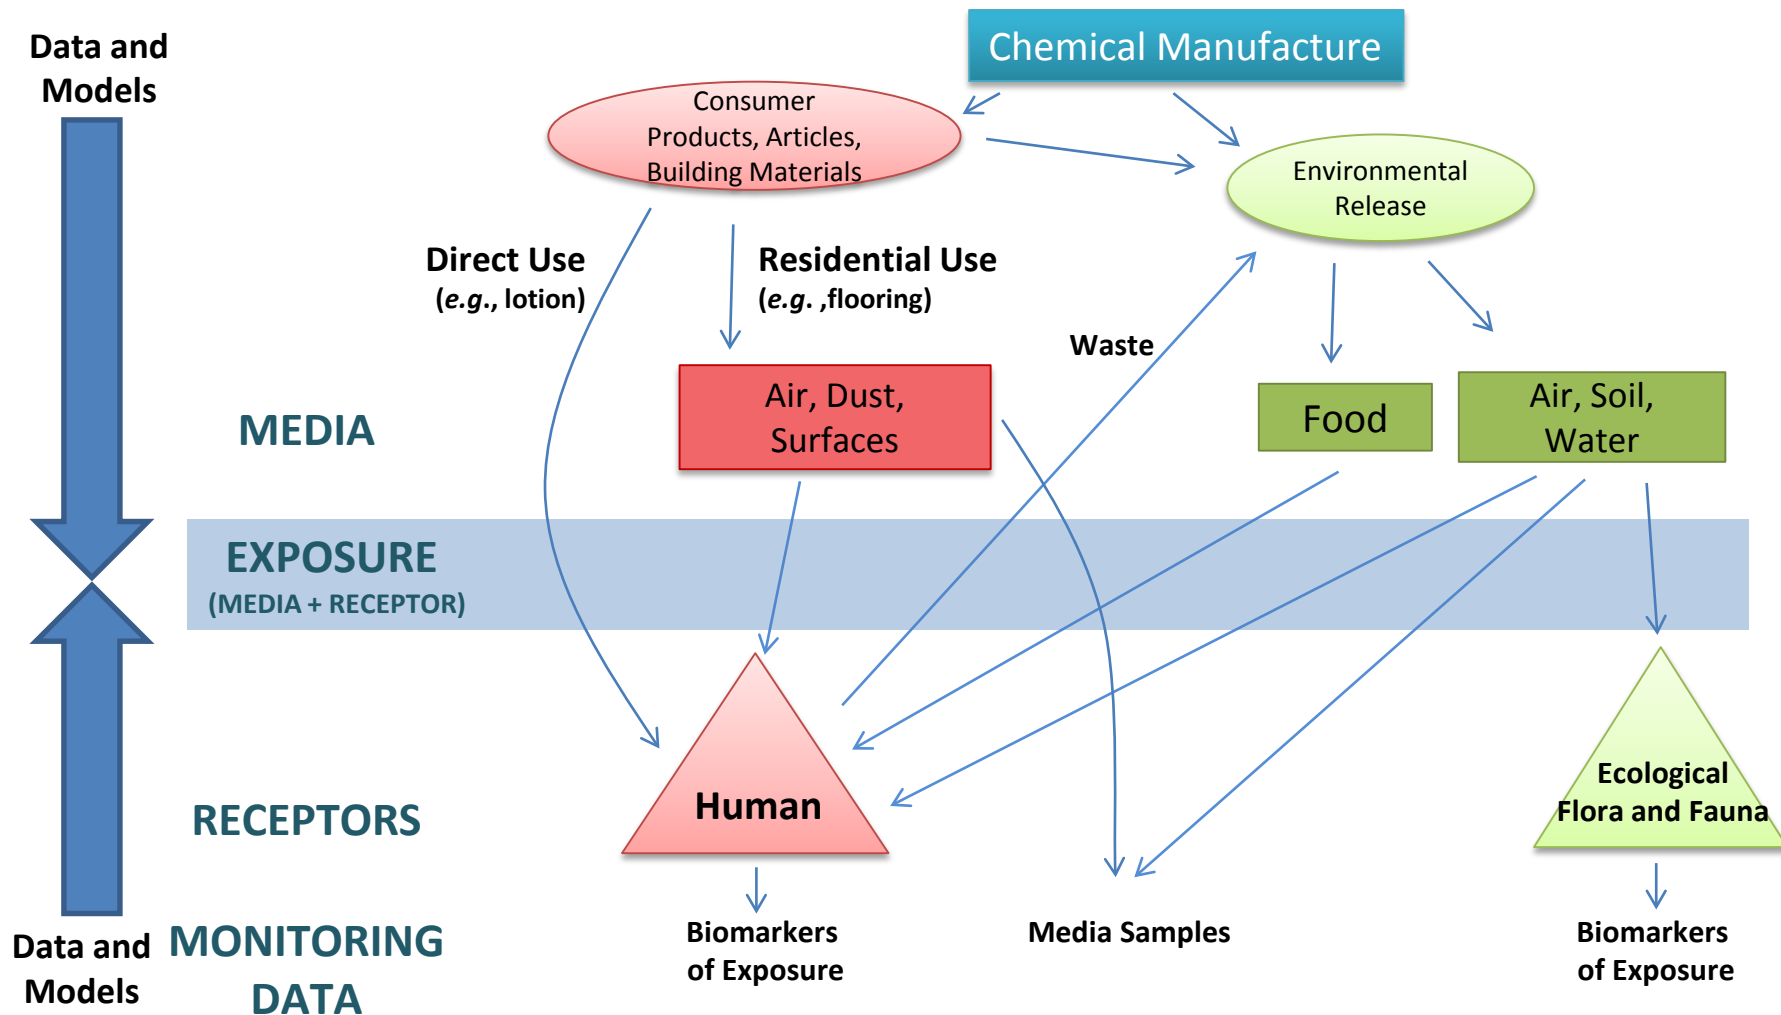 Data and
Models
Chemical Manufacture
Consumer
Products, Articles,
Building Materials
Environmental
Release
Direct Use
(e.g., lotion)
Residential Use
(e.g. ,flooring)
Waste
MEDIA
Air, Dust,
Surfaces
Food
Air, Soil,
Water
EXPOSURE
(MEDIA + RECEPTOR)
RECEPTORS
Human
Ecological
Flora and Fauna
Data and
Models
MONITORING
DATA
Biomarkers
of Exposure
Media Samples
Biomarkers
of Exposure